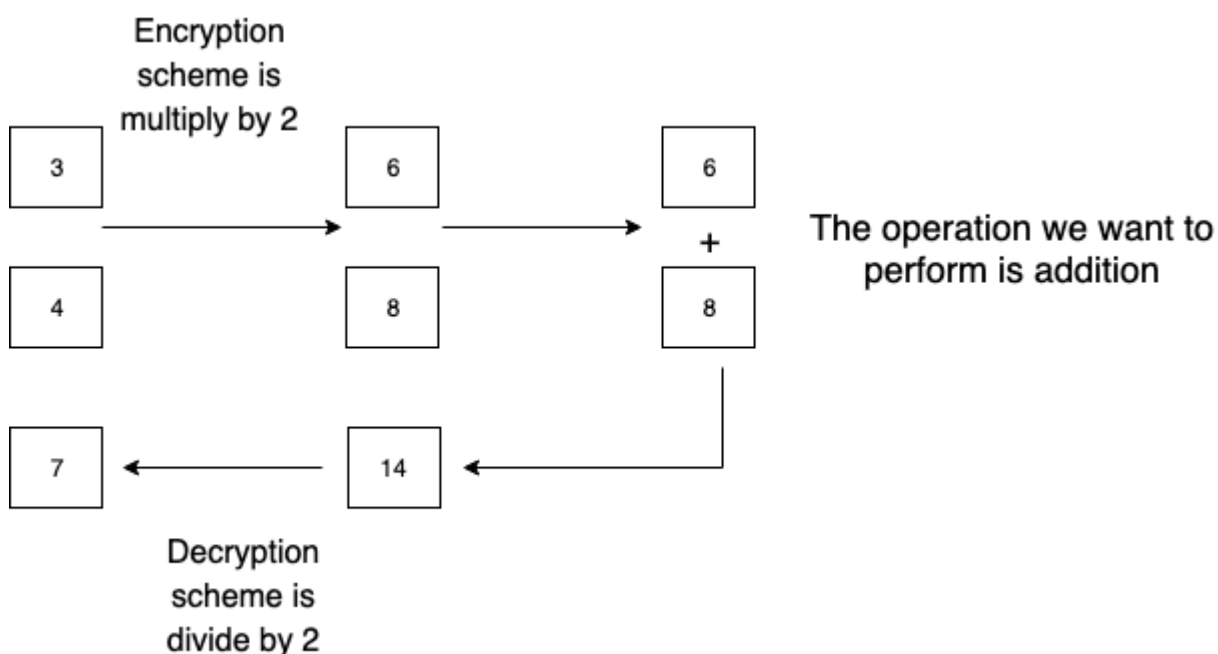 Encryption
scheme is
multiply by 2
3
6
6
+
The operation we want to
perform is addition
4
8
8
7
14
Decryption
scheme is
divide by 2